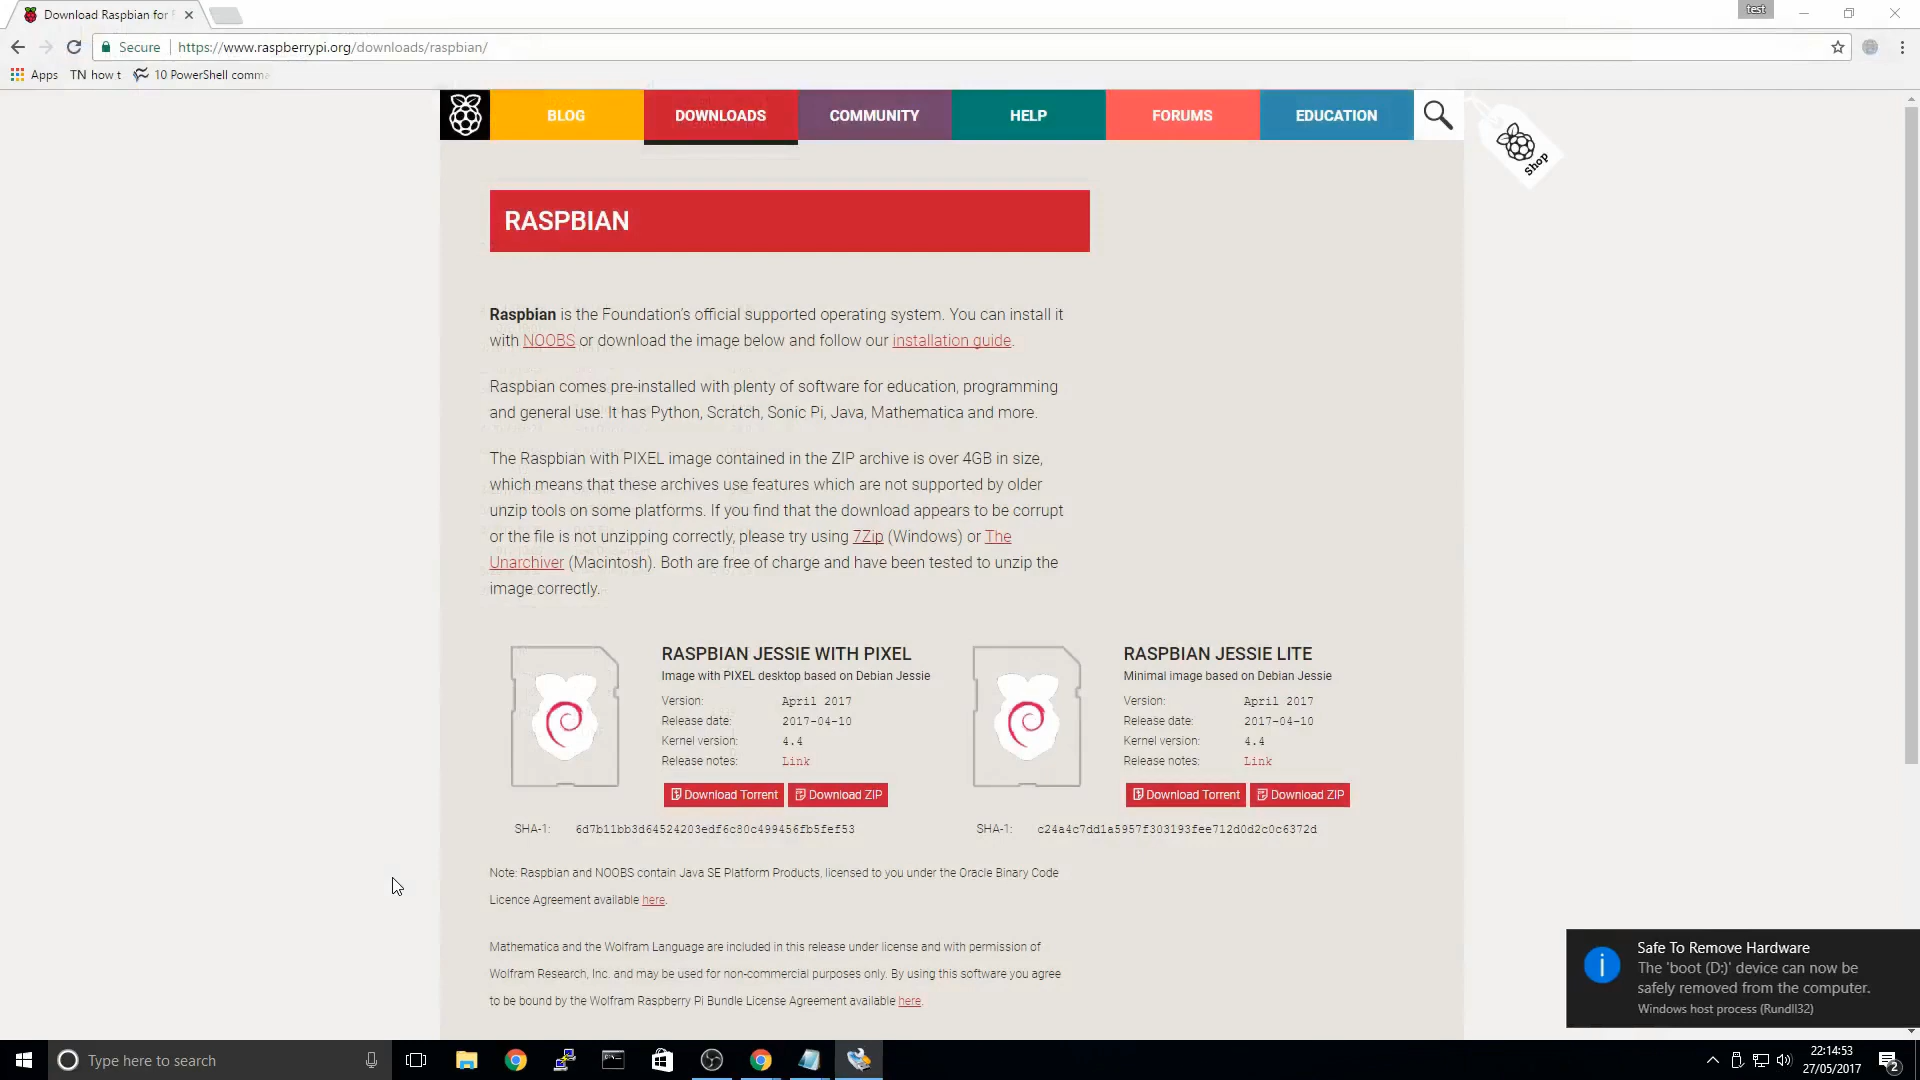 Download Raspbian for
test
Secure
https://www.raspberrypi.org/downloads/raspbian/
Apps
TN how t
10 PowerShell comm
BLOG
DOWNLOADS
COMMUNITY
HELP
FORUMS
EDUCATION
Shop
RASPBIAN
Raspbian is the Foundation's official supported operating system. You can install it
with NOOBS or download the image below and follow our installation guide.
Raspbian comes pre-installed with plenty of software for education, programming
and general use. It has Python, Scratch, Sonic Pi, Java, Mathematica and more.
The Raspbian with PIXEL image contained in the ZIP archive is over 4GB in size,
which means that these archives use features which are not supported by older
unzip tools on some platforms. If you find that the download appears to be corrupt
or the file is not unzipping correctly, please try using 7Zip (Windows) or The
Unarchiver (Macintosh). Both are free of charge and have been tested to unzip the
image correctly.
RASPBIAN JESSIE WITH PIXEL
Image with PIXEL desktop based on Debian Jessie
Version: April 2017
Release date: 2017-04-10
Kernel version: 4.4
Release notes: Link
Download Torrent
Download ZIP
SHA-1: 6d7b11bb3d64524203edf6c80c499456fb5fef53
RASPBIAN JESSIE LITE
Minimal image based on Debian Jessie
Version: April 2017
Release date: 2017-04-10
Kernel version: 4.4
Release notes: Link
Download Torrent
Download ZIP
SHA-1: c24a4c7dd1a5957f303193fee712d0d2c0c6372d
Note: Raspbian and NOOBS contain Java SE Platform Products, licensed to you under the Oracle Binary Code
Licence Agreement available here.
Mathematica and the Wolfram Language are included in this release under license and with permission of
Wolfram Research, Inc. and may be used for non-commercial purposes only. By using this software you agree
to be bound by the Wolfram Raspberry Pi Bundle License Agreement available here.
Safe To Remove Hardware
The 'boot (D:)' device can now be
safely removed from the computer.
Windows host process (Rundll32)
Type here to search
22:14:53
27/05/2017
2